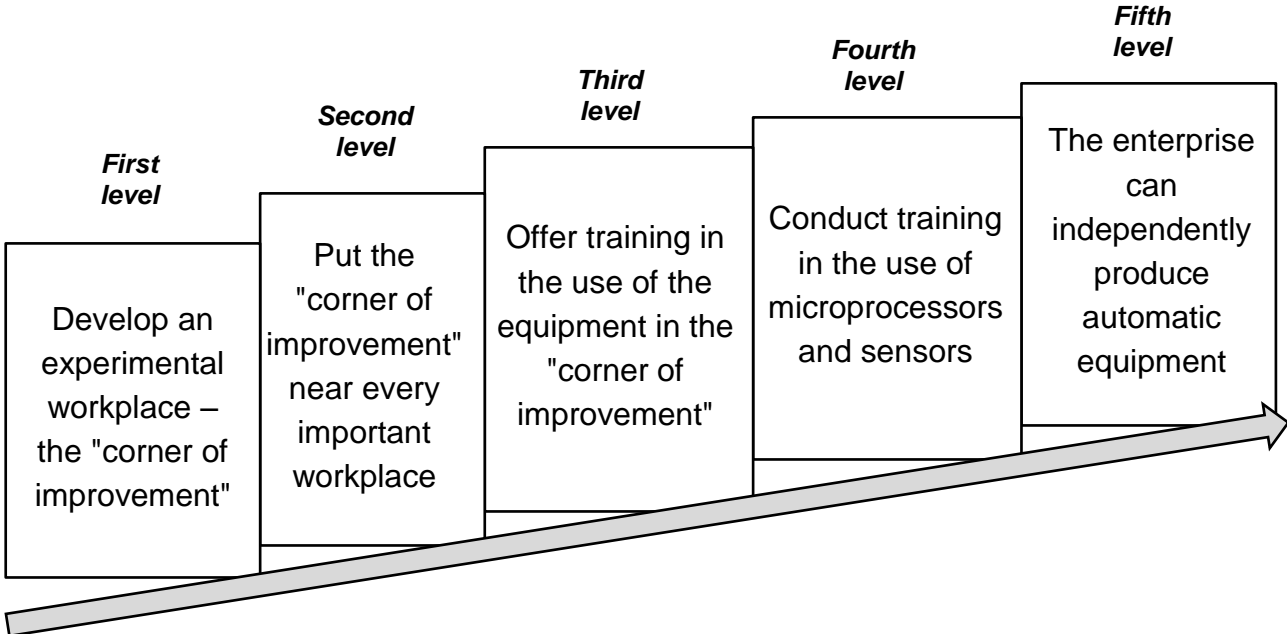 First
level
Develop an
experimental
workplace –
the "corner of
improvement"
Second
level
Put the
"corner of
improvement"
near every
important
workplace
Third
level
Offer training in
the use of the
equipment in the
"corner of
improvement"
Fourth
level
Conduct training
in the use of
microprocessors
and sensors
Fifth
level
The enterprise
can
independently
produce
automatic
equipment